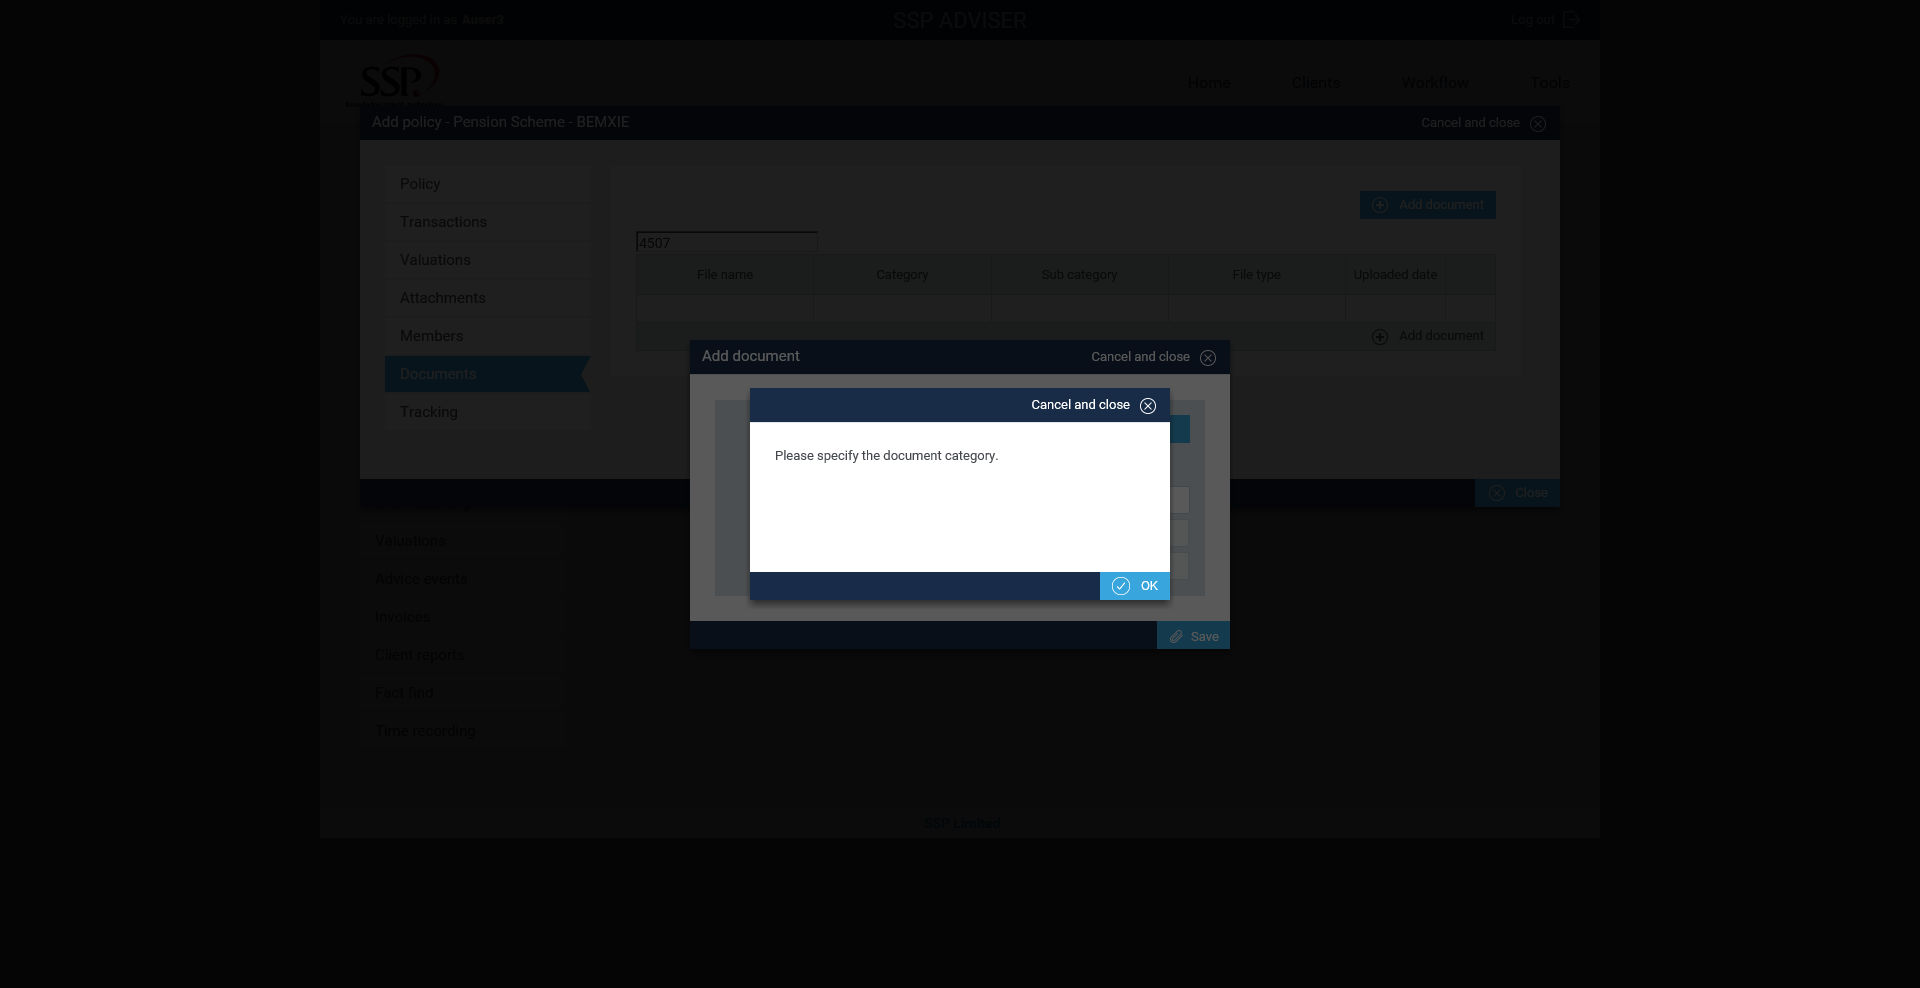 You are logged in as Auser3
SSP ADVISER
Log out
SSP
Home
Clients
Workflow
Tools
Add policy - Pension Scheme - BEMXIE
Cancel and close
Policy
Transactions
Valuations
Attachments
Members
Documents
Tracking
Add document
4507
File name
Category
Sub category
File type
Uploaded date
Add document
Add document
Cancel and close
Cancel and close
Please specify the document category.
OK
Save
Close
Valuations
Advice events
Invoices
Client reports
Fact find
Time recording
SSP Limited